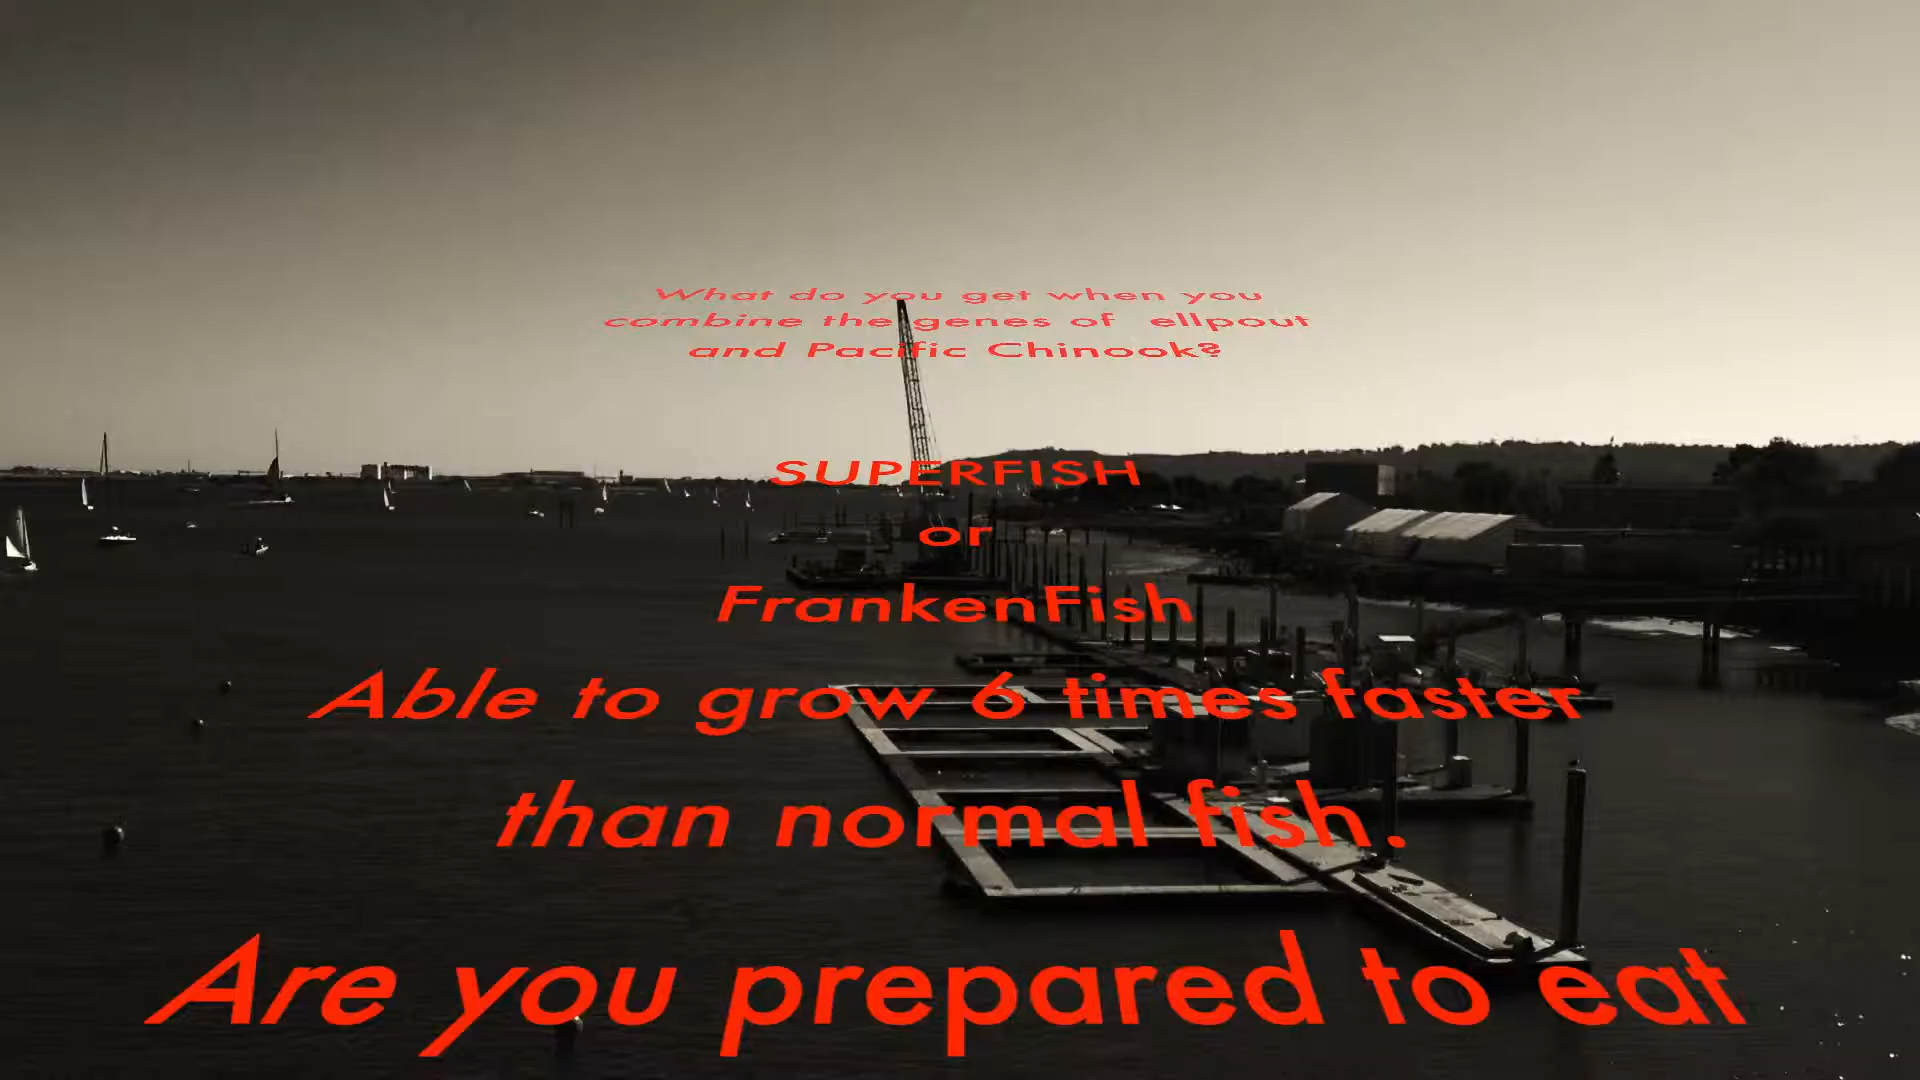 What do you get when you
combine the genes of ellpout
and Pacific Chinook?
SUPERFISH
or
FrankenFish
Able to grow 6 times faster
than normal fish.
Are you prepared to eat